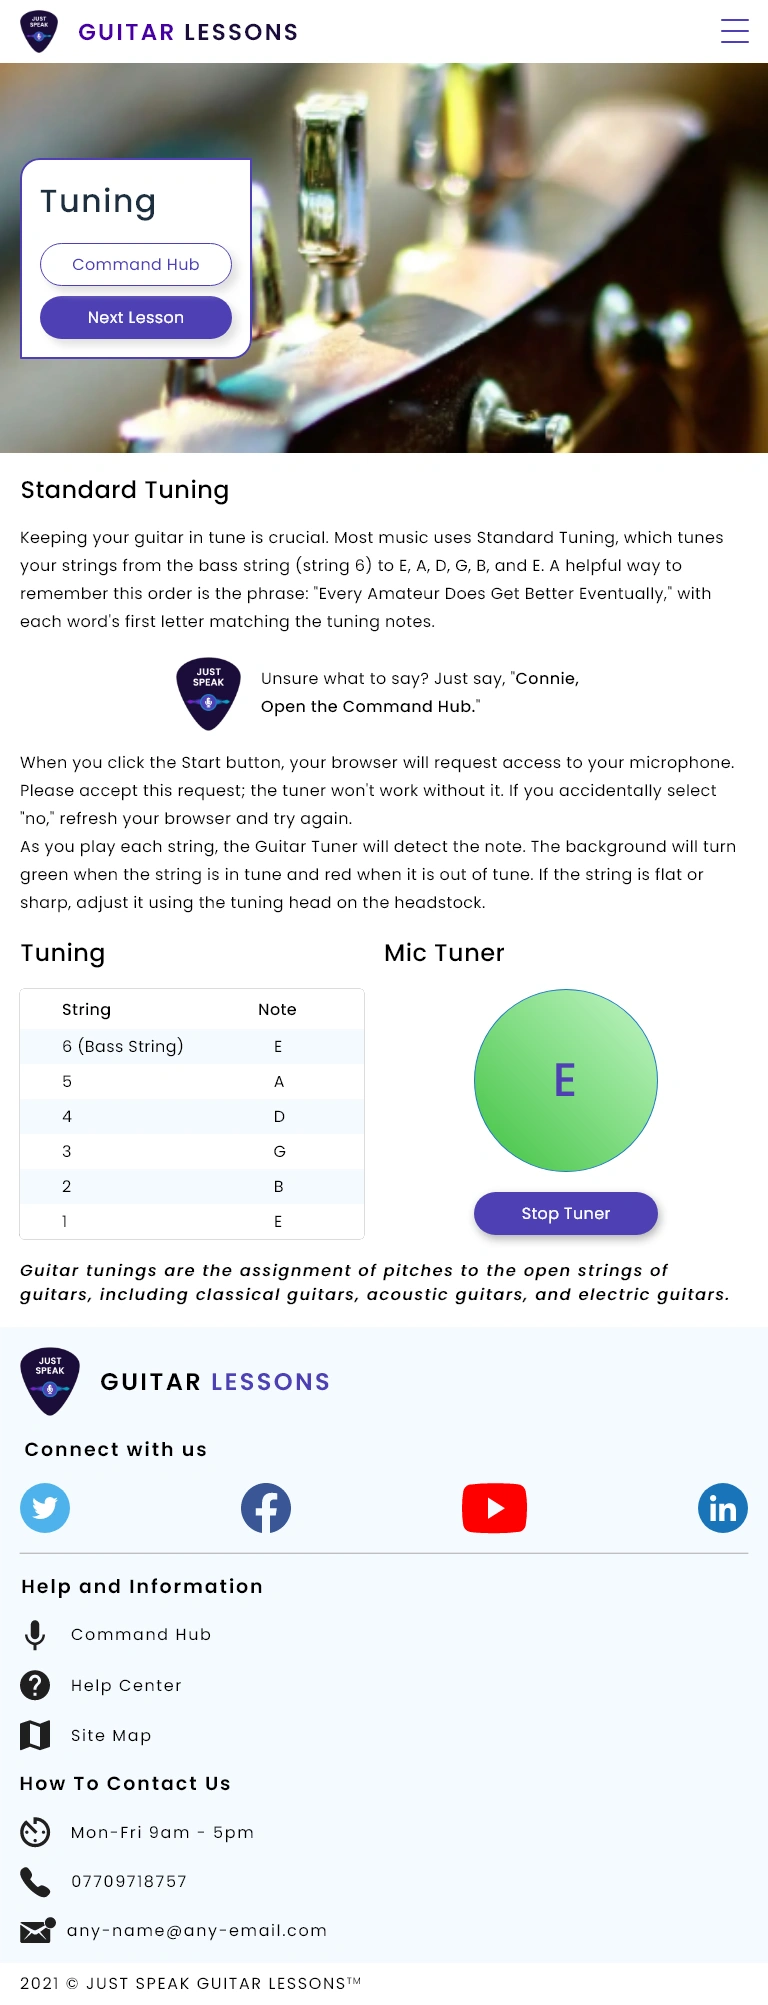 JUST
SPEAK
GUITAR LESSONS
Tuning
Command Hub
Next Lesson
Standard Tuning
Keeping your guitar in tune is crucial. Most music uses Standard Tuning, which tunes
your strings from the bass string (string 6) to E, A, D, G, B, and E. A helpful way to
remember this order is the phrase: "Every Amateur Does Get Better Eventually," with
each word's first letter matching the tuning notes.
JUST
SPEAK
Unsure what to say? Just say, "Connie,
Open the Command Hub."
When you click the Start button, your browser will request access to your microphone.
Please accept this request; the tuner won't work without it. If you accidentally select
"no," refresh your browser and try again.
As you play each string, the Guitar Tuner will detect the note. The background will turn
green when the string is in tune and red when it is out of tune. If the string is flat or
sharp, adjust it using the tuning head on the headstock.
Tuning
String Note
6 (Bass String) E
5 A
4 D
3 G
2 B
1 E
Mic Tuner
E
Stop Tuner
Guitar tunings are the assignment of pitches to the open strings of
guitars, including classical guitars, acoustic guitars, and electric guitars.
JUST
SPEAK
GUITAR LESSONS
Connect with us
in
Help and Information
Command Hub
Help Center
Site Map
How To Contact Us
Mon-Fri 9am - 5pm
07709718757
any-name@any-email.com
2021 © JUST SPEAK GUITAR LESSONS™